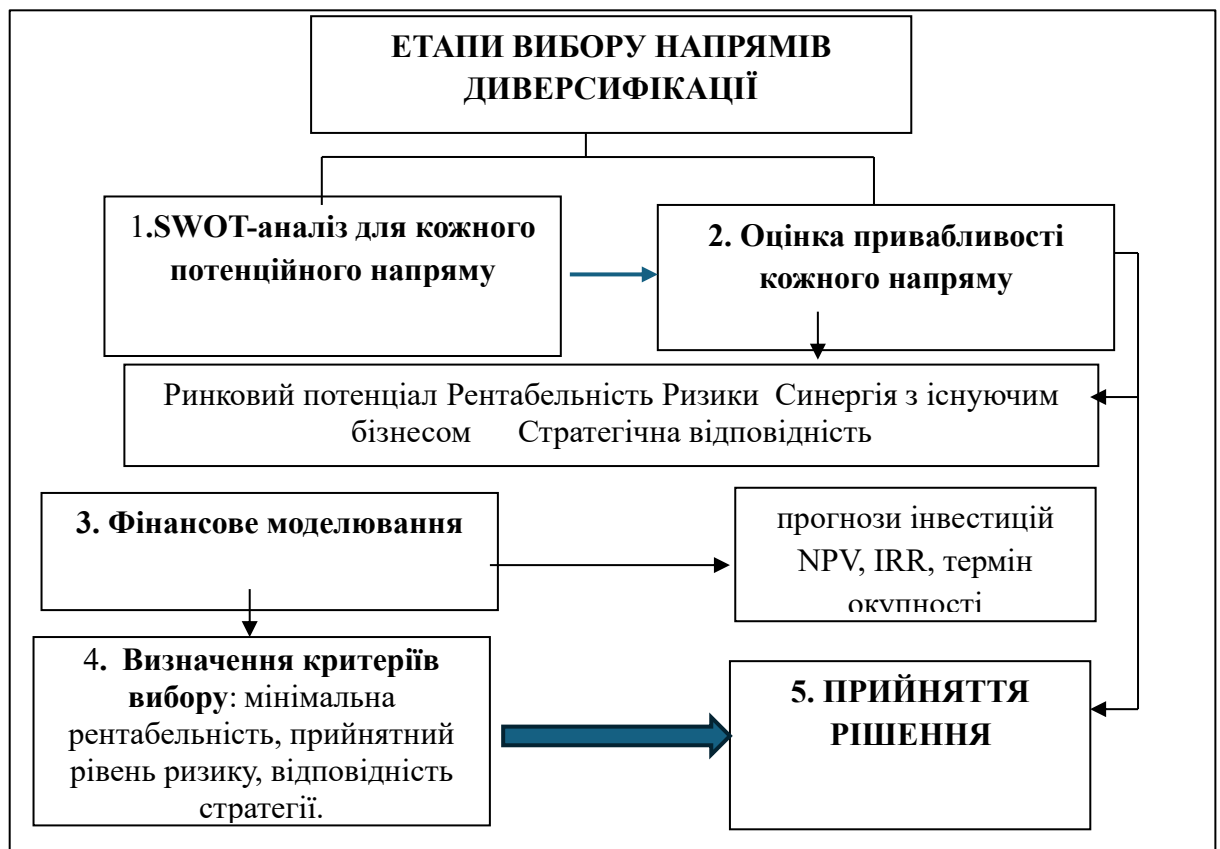 ЕТАПИ ВИБОРУ НАПРЯМІВ
ДИВЕРСИФІКАЦІЇ
1.SWOT-аналіз для кожного
потенційного напряму
2. Оцінка привабливості
кожного напряму
Ринковий потенціал Рентабельність Ризики Синергія з існуючим
бізнесом Стратегічна відповідність
3. Фінансове моделювання
прогнози інвестицій
NPV, IRR, термін
окупності
4. Визначення критеріїв
вибору: мінімальна
рентабельність, прийнятний
рівень ризику, відповідність
стратегії.
5. ПРИЙНЯТТЯ
РІШЕННЯ